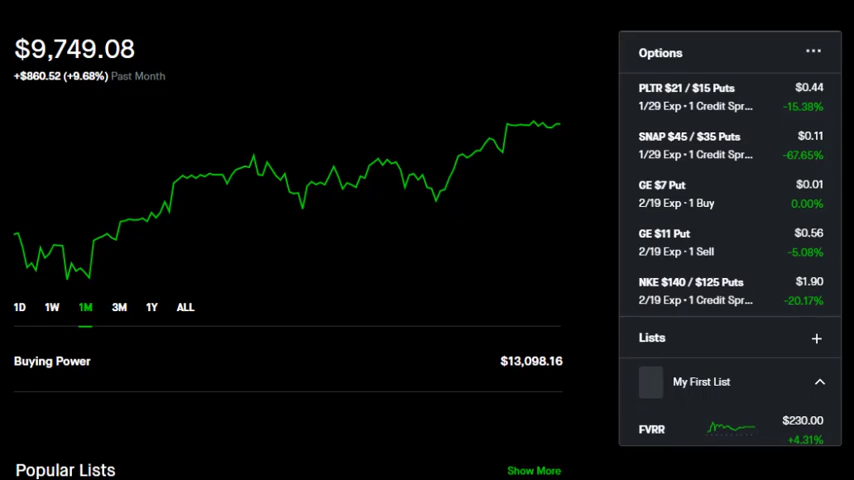 $9,749.08
+$860.52 (+9.68%) Past Month
1D 1W 1M 3M 1Y ALL
Buying Power $13,098.16
Popular Lists Show More
Options ...
PLTR $21 / $15 Puts $0.44
1/29 Exp • 1 Credit Spr... -15.38%
SNAP $45 / $35 Puts $0.11
1/29 Exp • 1 Credit Spr... -67.65%
GE $7 Put $0.01
2/19 Exp • 1 Buy 0.00%
GE $11 Put $0.56
2/19 Exp • 1 Sell -5.08%
NKE $140 / $125 Puts $1.90
2/19 Exp • 1 Credit Spr... -20.17%
Lists +
My First List
FVRR $230.00
+4.31%